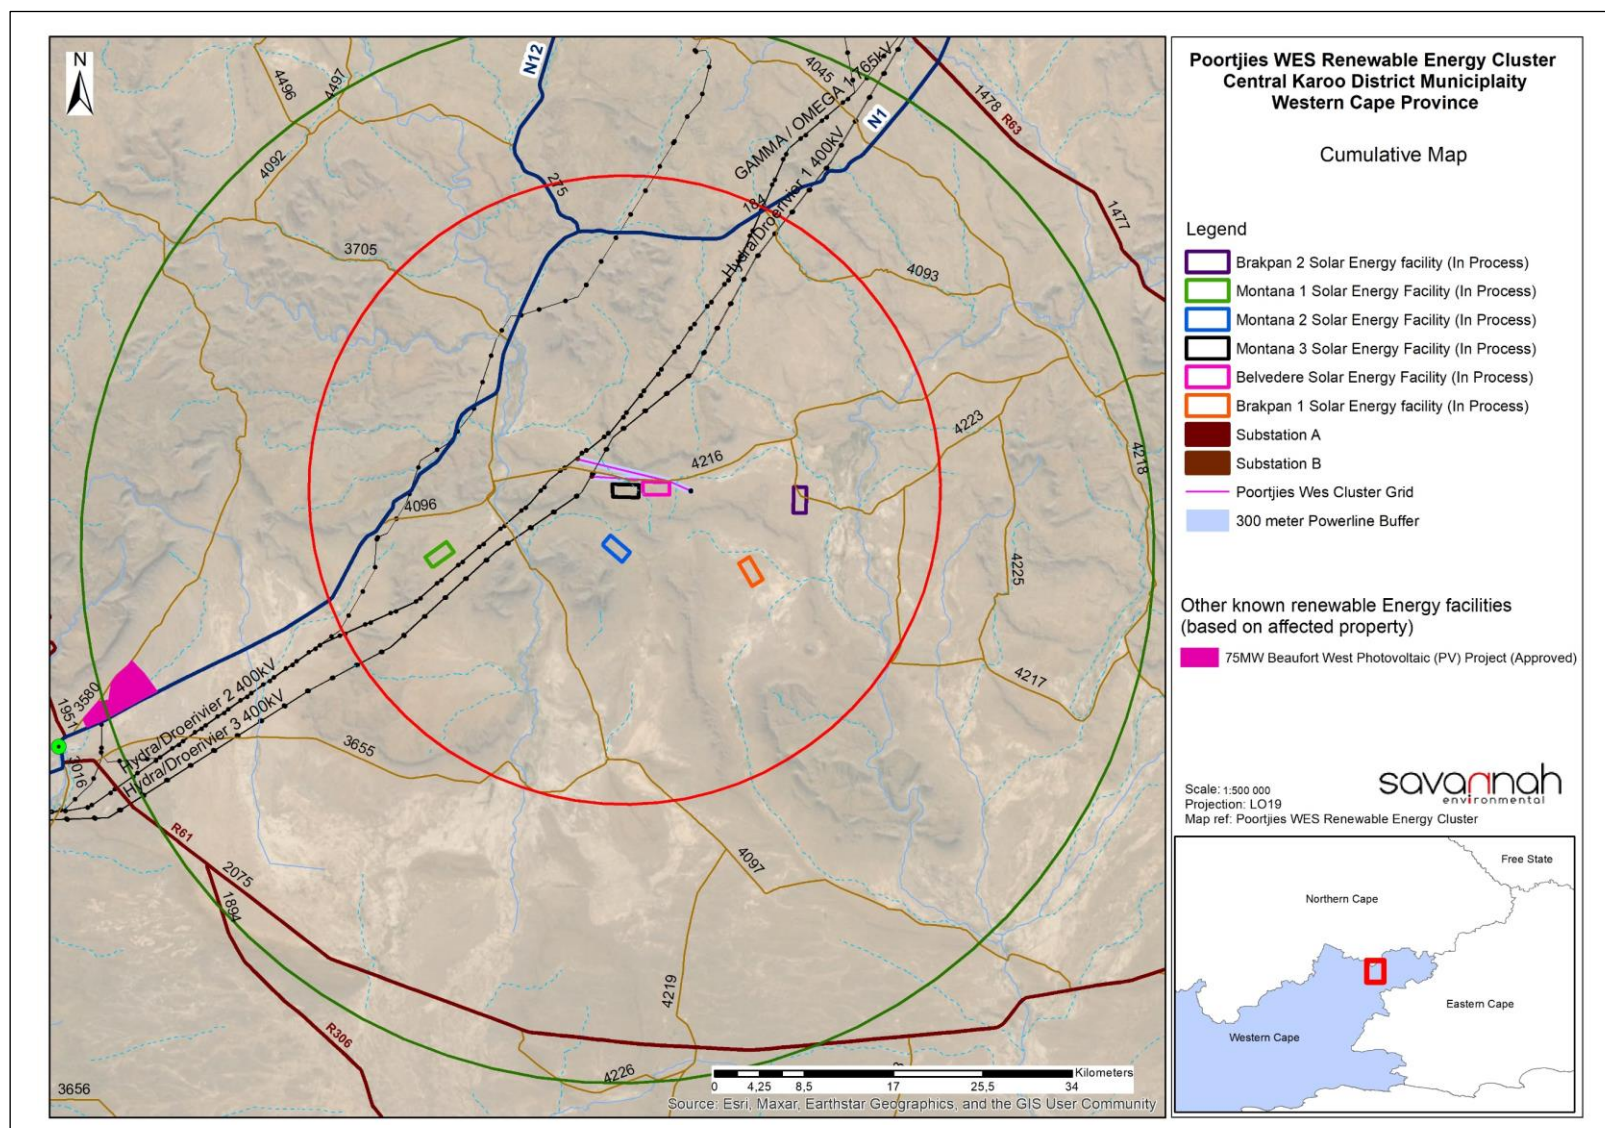 N
4496
4497
N12
4045
GAMMA / OMEGA 1 765kV
N1
1478
R63
4092
275
184
Hydra/Droerivier 1 400kV
1477
3705
4093
4223
4216
4218
4096
4225
4217
3580
1951
Hydra/Droerivier 2 400kV
Hydra/Droerivier 3 400kV
3655
R61
2075
4097
1894
4219
R306
4226
3656
Kilometers
0 4,25 8,5 17 25,5 34
Source: Esri, Maxar, Earthstar Geographics, and the GIS User Community
Poortjies WES Renewable Energy Cluster
Central Karoo District Municiplaity
Western Cape Province
Cumulative Map
Legend
Brakpan 2 Solar Energy facility (In Process)
Montana 1 Solar Energy Facility (In Process)
Montana 2 Solar Energy Facility (In Process)
Montana 3 Solar Energy Facility (In Process)
Belvedere Solar Energy Facility (In Process)
Brakpan 1 Solar Energy facility (In Process)
Substation A
Substation B
Poortjies Wes Cluster Grid
300 meter Powerline Buffer
Other known renewable Energy facilities
(based on affected property)
75MW Beaufort West Photovoltaic (PV) Project (Approved)
savannah
environmental
Scale: 1:500 000
Projection: LO19
Map ref: Poortjies WES Renewable Energy Cluster
Free State
Northern Cape
Eastern Cape
Western Cape